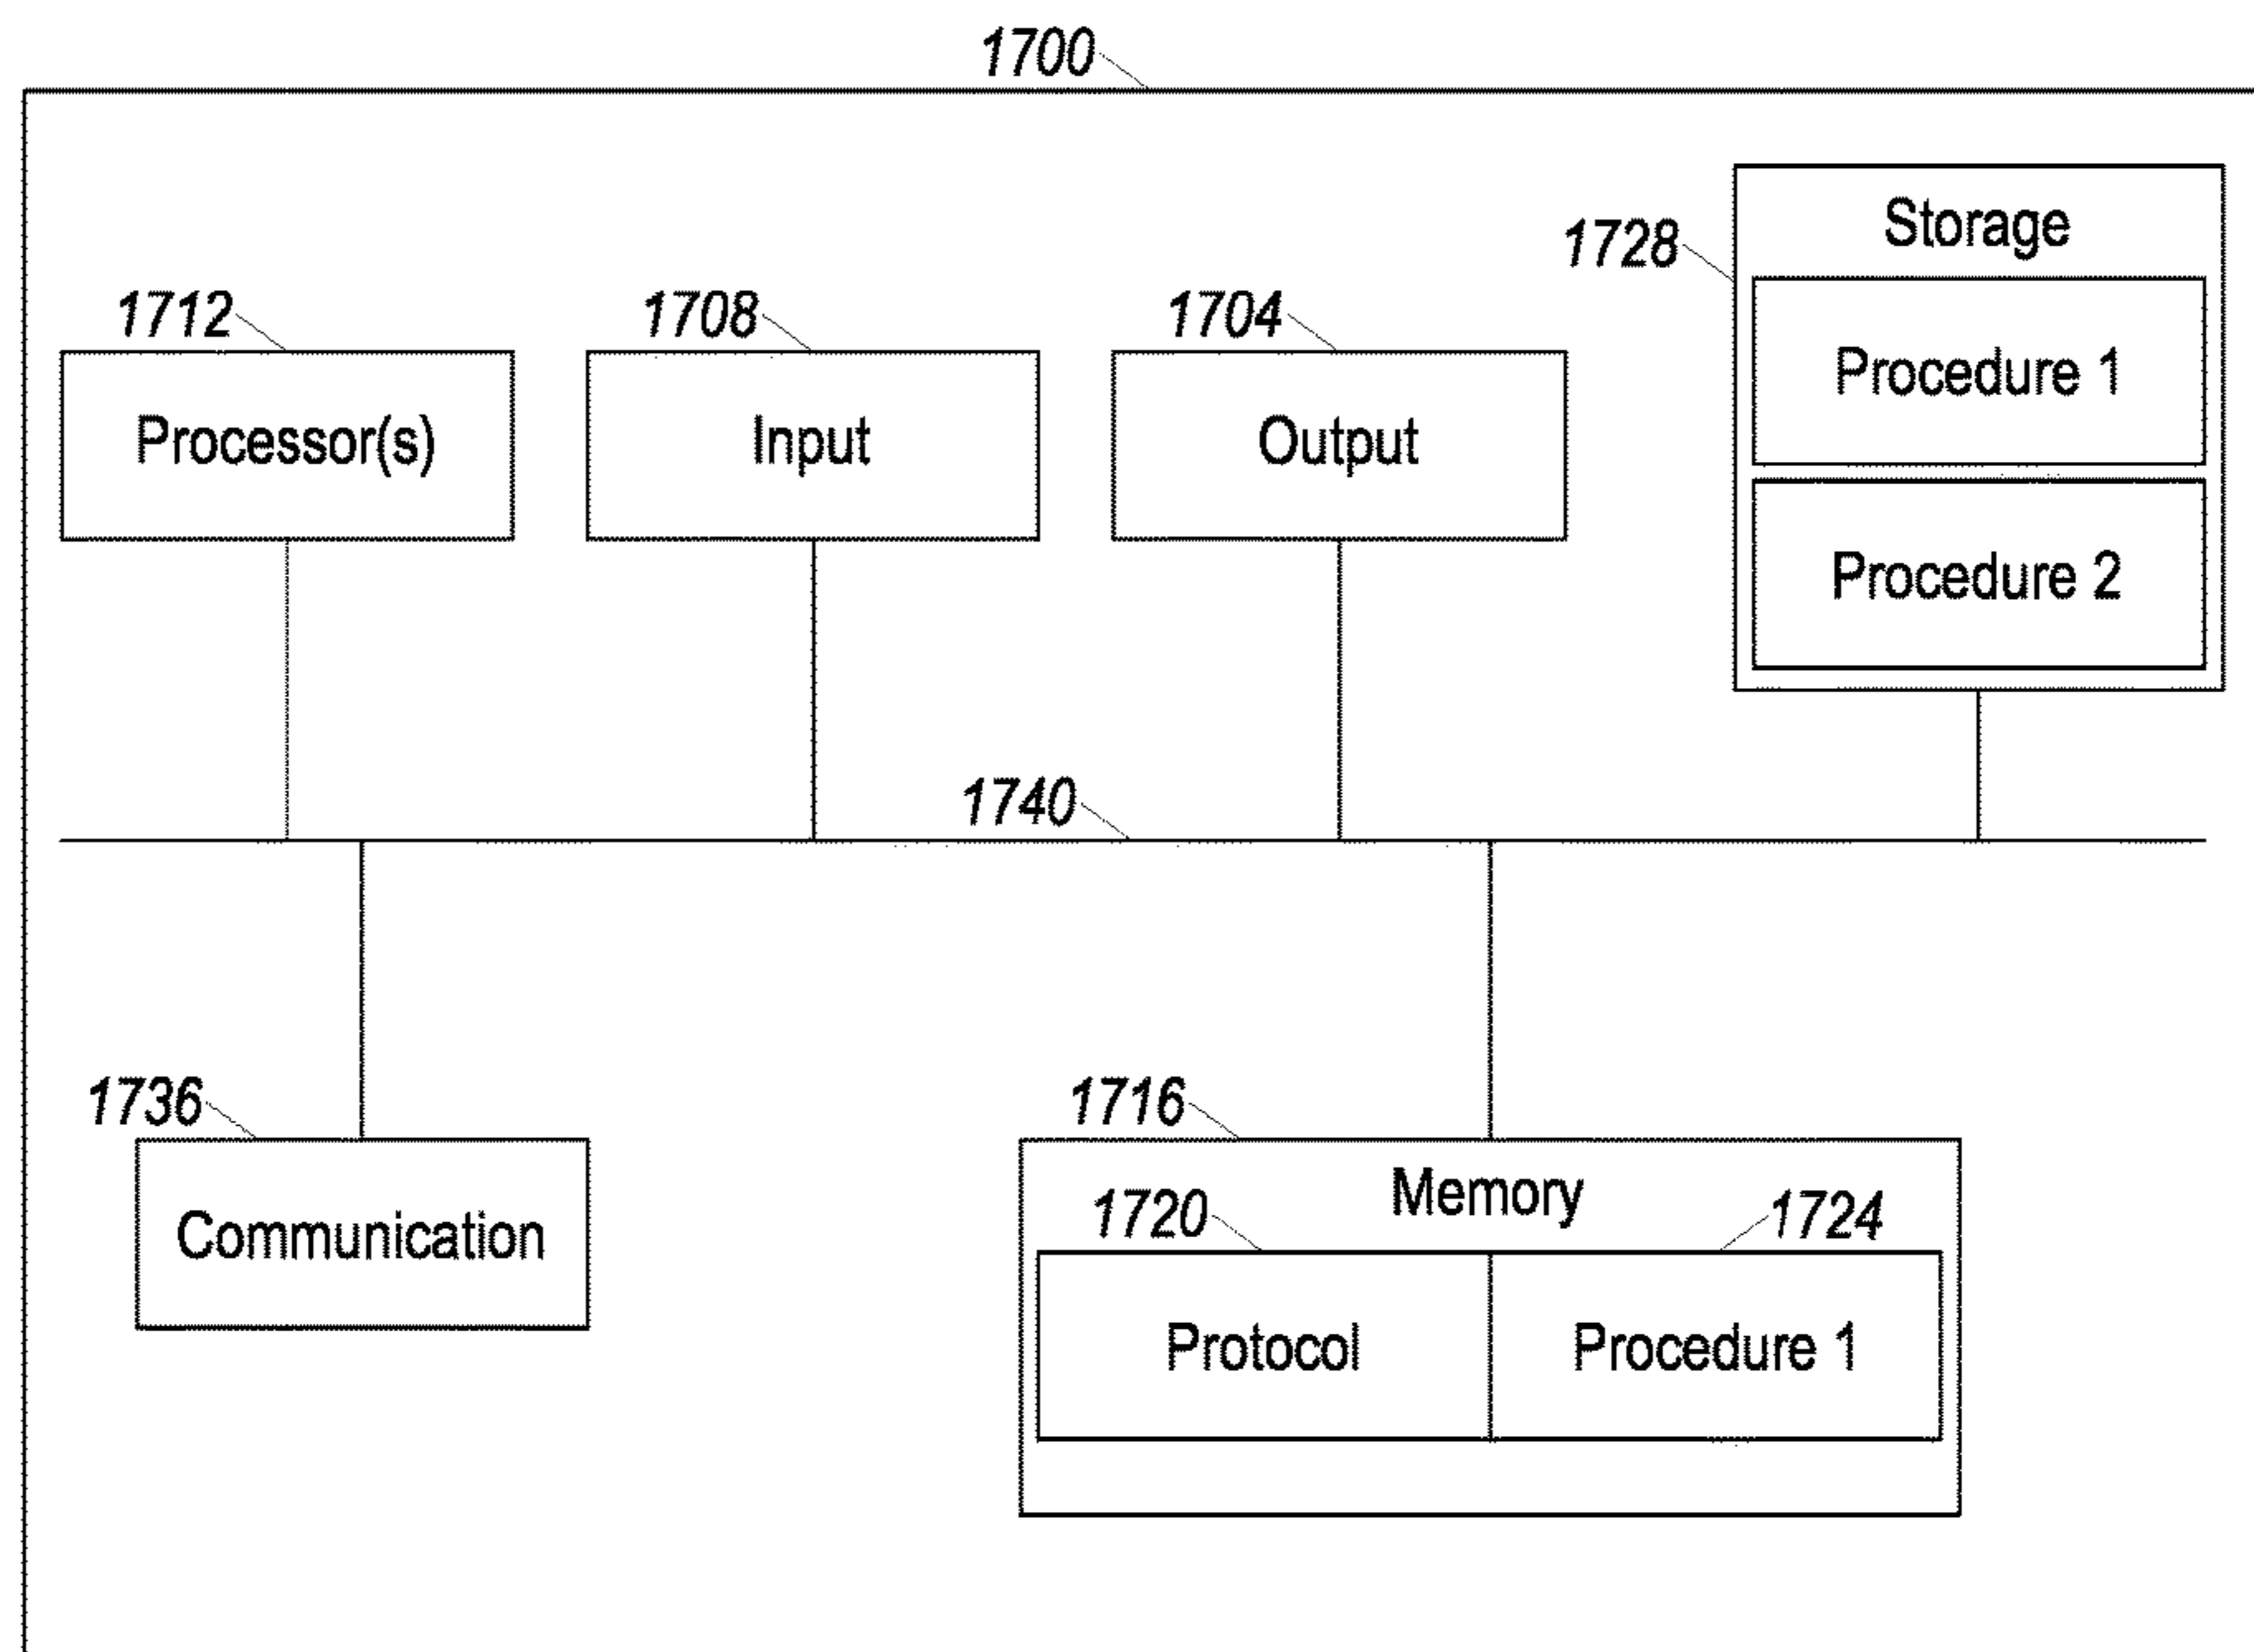 1700
Storage
1728
1712
1708
1704
Procedure 1
Processor(s)
Input
Output
Procedure 2
1740
1736
1716
Memory
1720
1724
Communication
Protocol
Procedure 1